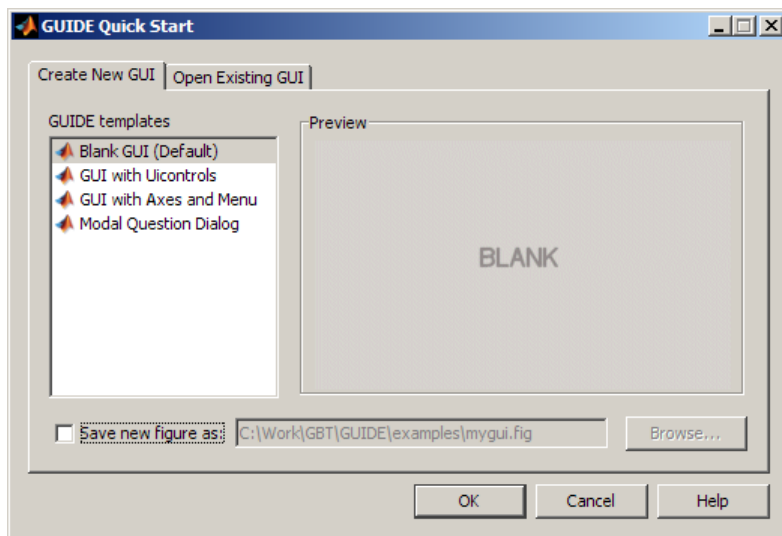 GUIDE Quick Start
Create New GUI
Open Existing GUI
GUIDE templates
Blank GUI (Default)
GUI with Uicontrols
GUI with Axes and Menu
Modal Question Dialog
Preview
BLANK
Save new figure as:
C:\Work\GBT\GUIDE\examples\mygui.fig
Browse...
OK
Cancel
Help